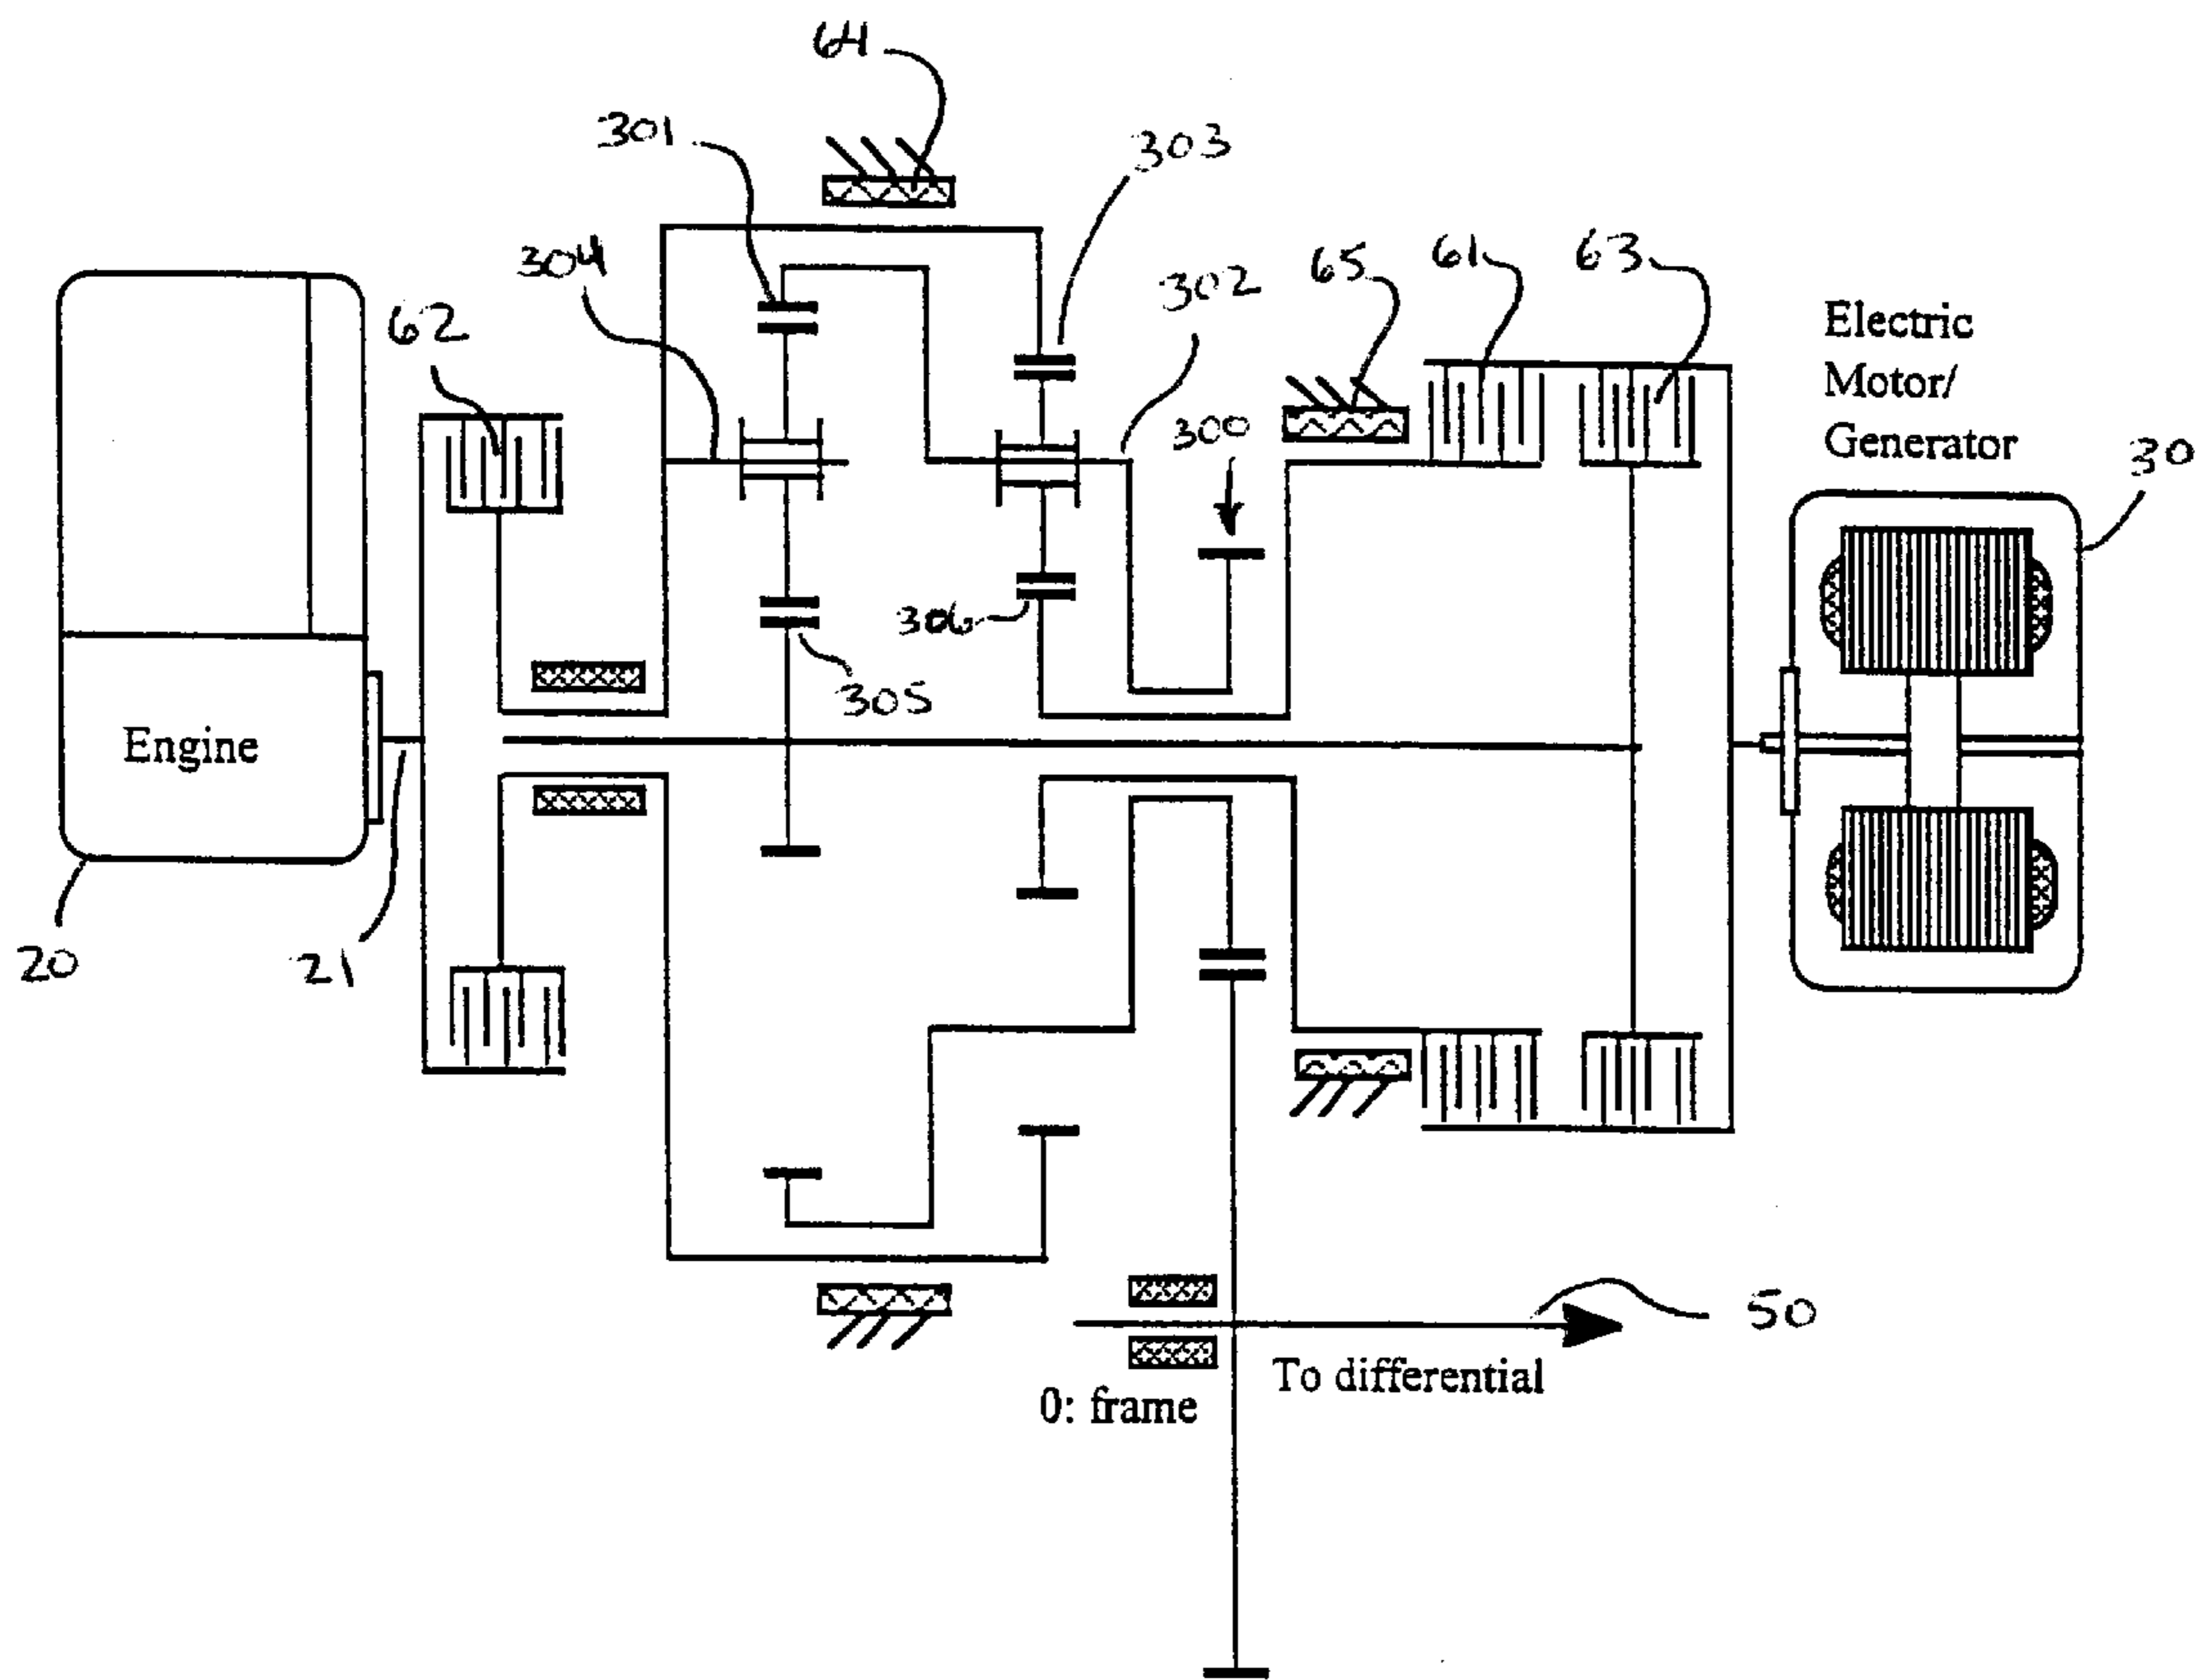 64
301
303
304
302
65
61
63
62
Electric
Motor/
Generator
300
30
306
305
Engine
20
21
50
To differential
0: frame